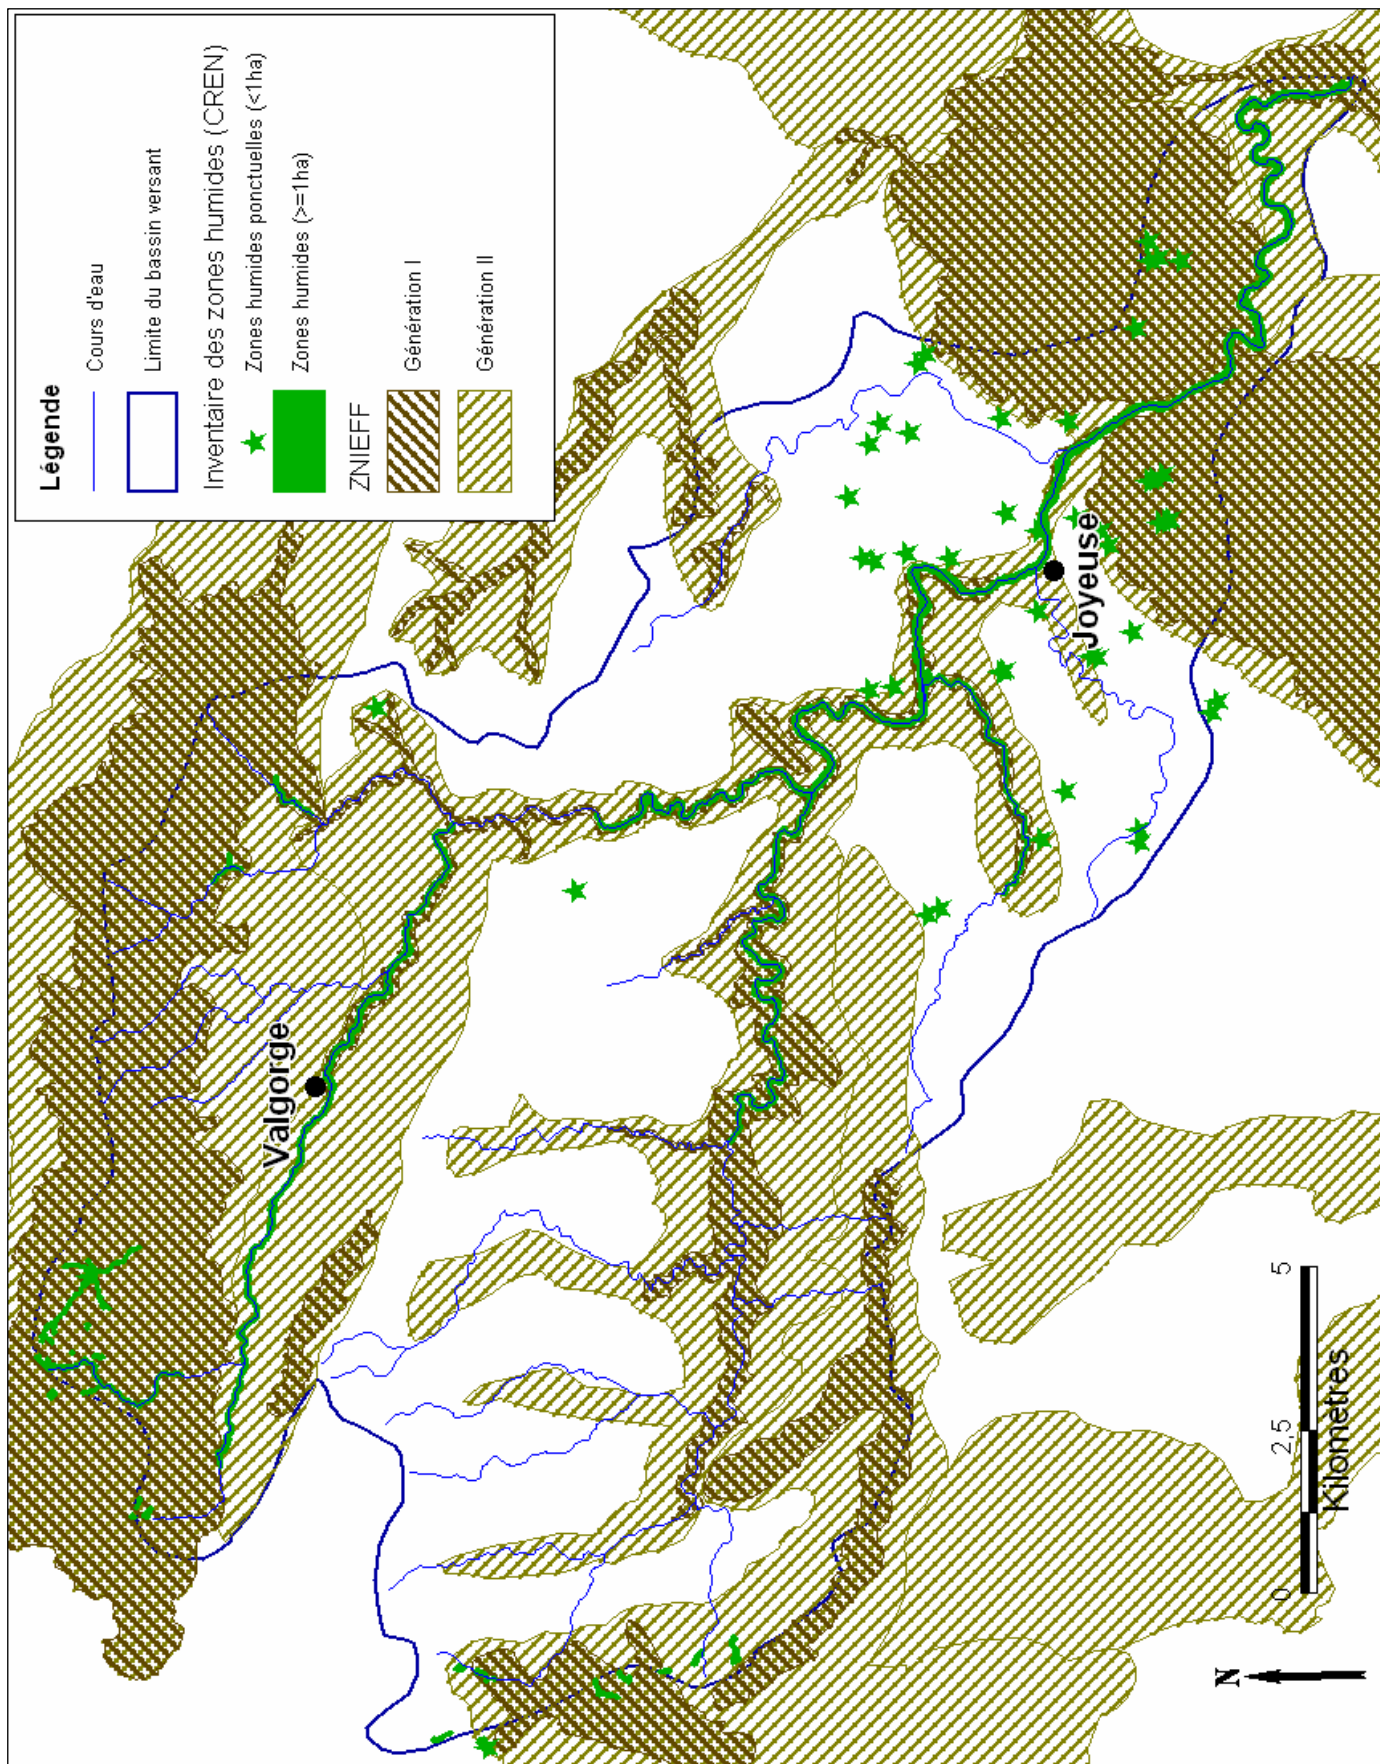 Légende
Cours d'eau
Limite du bassin versant
Inventaire des zones humides (CREN)
Zones humides ponctuelles (<1ha)
Zones humides (>=1ha)
ZNIEFF
Génération I
Génération II
Valgorge
Joyeuse
0 2,5 5
Kilomètres
N